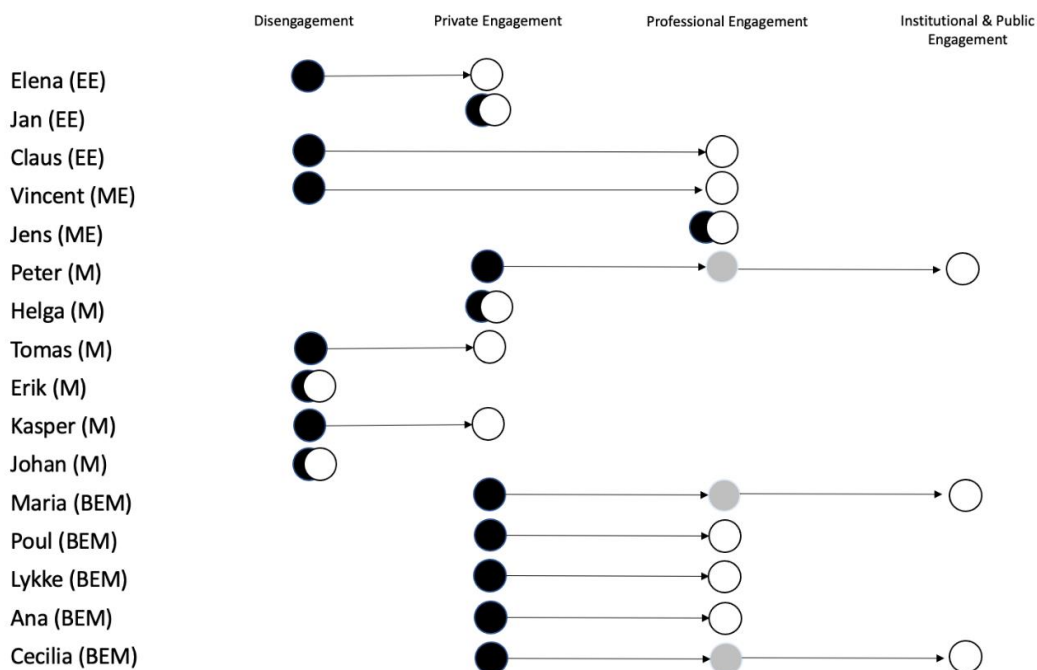 Disengagement
Private Engagement
Professional Engagement
Institutional & Public
Engagement
Elena (EE)
Jan (EE)
Claus (EE)
Vincent (ME)
Jens (ME)
Peter (M)
Helga (M)
Tomas (M)
Erik (M)
Kasper (M)
Johan (M)
Maria (BEM)
Poul (BEM)
Lykke (BEM)
Ana (BEM)
Cecilia (BEM)